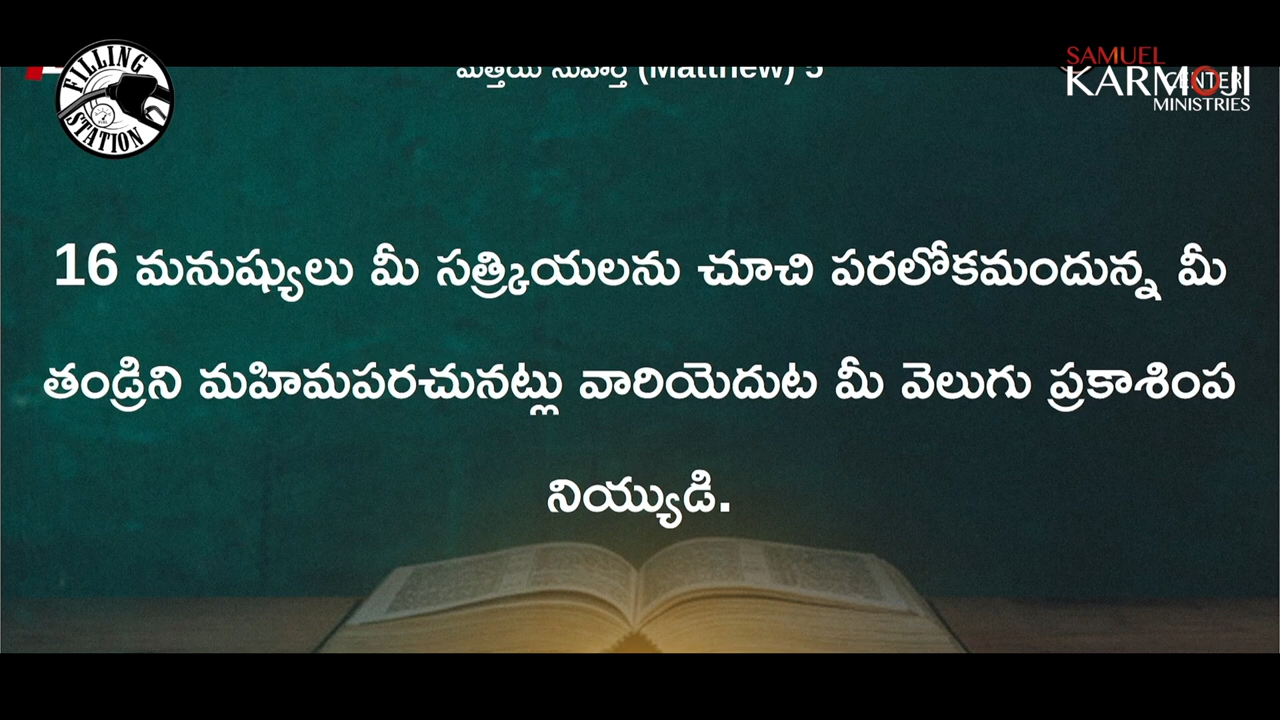 మత్తయి సువార్త (Matthew) 5
FILLING
STATION
SAMUEL
KARMOJI
CENTER
MINISTRIES
16 మనుష్యులు మీ సత్క్రియలను చూచి పరలోకమందున్న మీ
తండ్రిని మహిమపరచునట్లు వారియెదుట మీ వెలుగు ప్రకాశింప
నియ్యుడి.